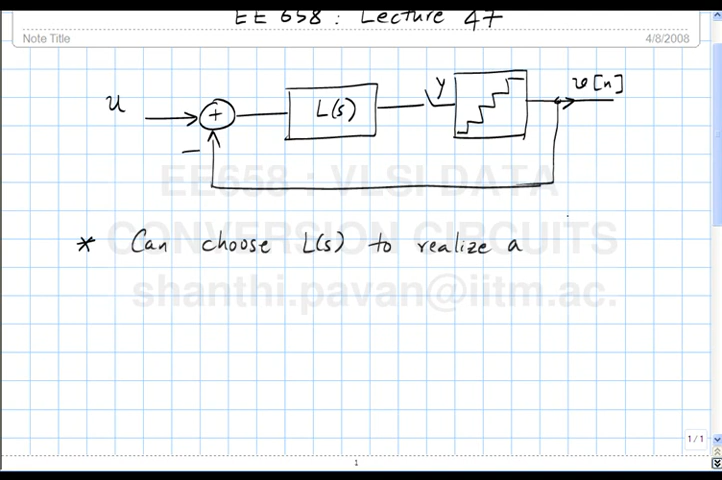 EE 658 : Lecture 47
Note Title
4/8/2008
u
+
L(s)
y
v[n]
−
EE658 : VLSI DATA
CONVERSION CIRCUITS
* Can choose L(s) to realize a
shanthi.pavan@iitm.ac.
1/1
1